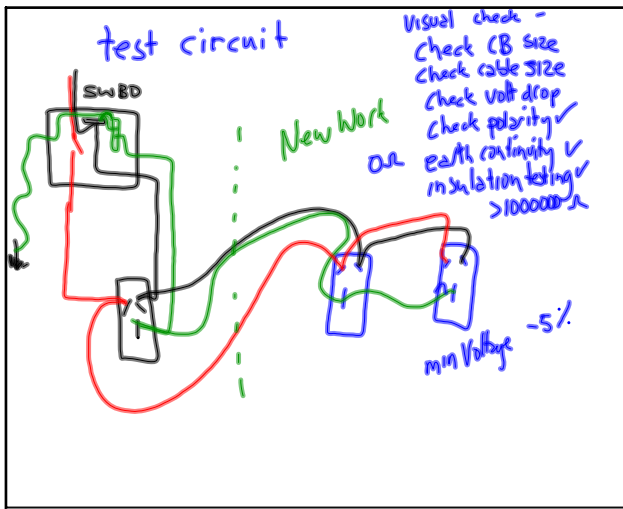 test circuit
SWBD
New Work
Visual check -
Check CB size
Check cable size
Check volt drop
Check polarity ✓
OR earth continuity ✓
insulation testing ✓
>1000000 Ω
min Voltage -5%